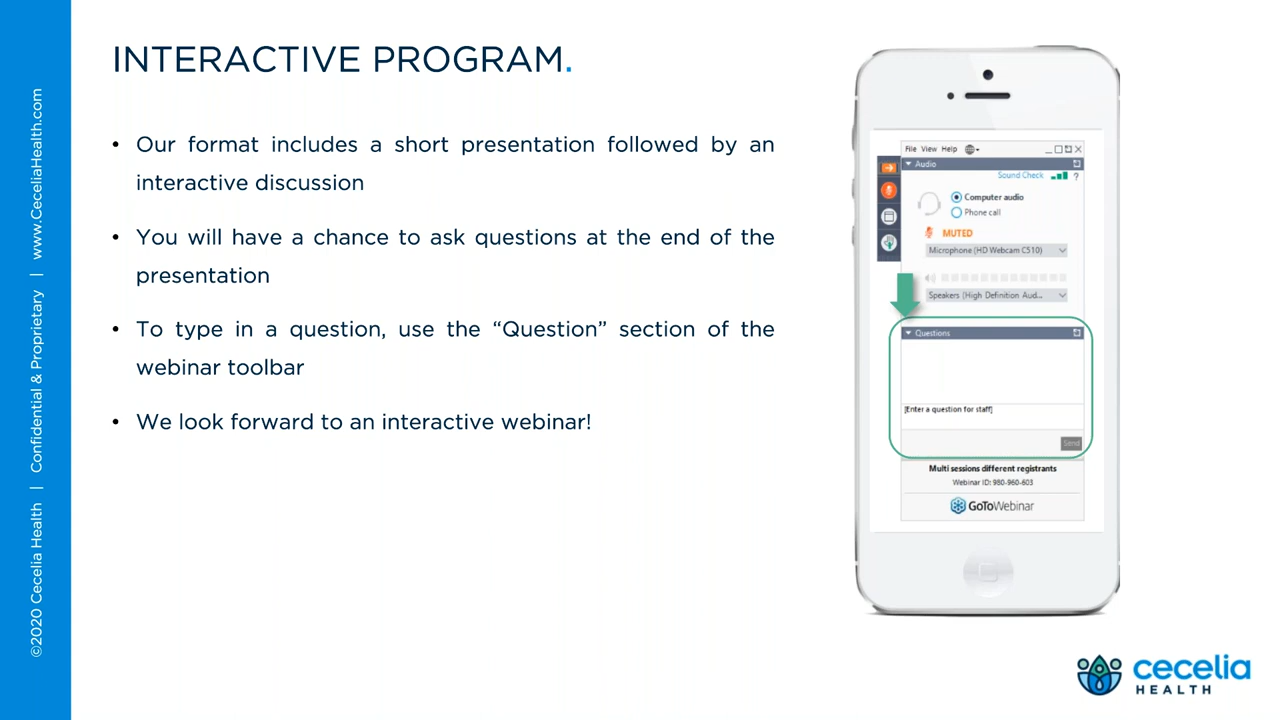 ©2020 Cecelia Health | Confidential & Proprietary | www.CeceliaHealth.com
INTERACTIVE PROGRAM.
• Our format includes a short presentation followed by an
interactive discussion
• You will have a chance to ask questions at the end of the
presentation
• To type in a question, use the “Question” section of the
webinar toolbar
• We look forward to an interactive webinar!
File View Help
Audio
Sound Check ?
Computer audio
Phone call
MUTED
Microphone (HD Webcam C510)
Speakers (High Definition Aud...
Questions
[Enter a question for staff]
Send
Multi sessions different registrants
Webinar ID: 980-960-603
GoToWebinar
cecelia
HEALTH